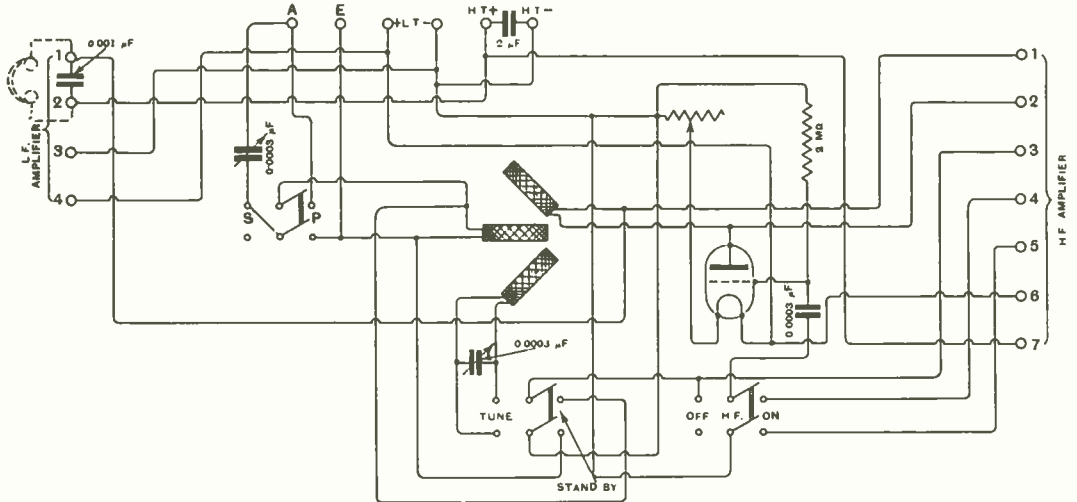 A
E
+LT-
HT+
HT-
2 µF
0.001 µF
1
2
3
4
L.F. AMPLIFIER
0.0003 µF
S
P
2 MΩ
0.0003 µF
0.0003 µF
TUNE
STAND BY
OFF
H.F.
ON
1
2
3
4
5
6
7
HF AMPLIFIER